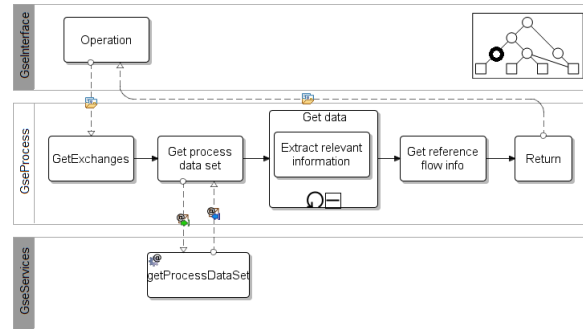 GseInterface
Operation
GseProcess
GetExchanges
Get process
data set
Get data
Extract relevant
information
Get reference
flow info
Return
GseServices
getProcessDataSet